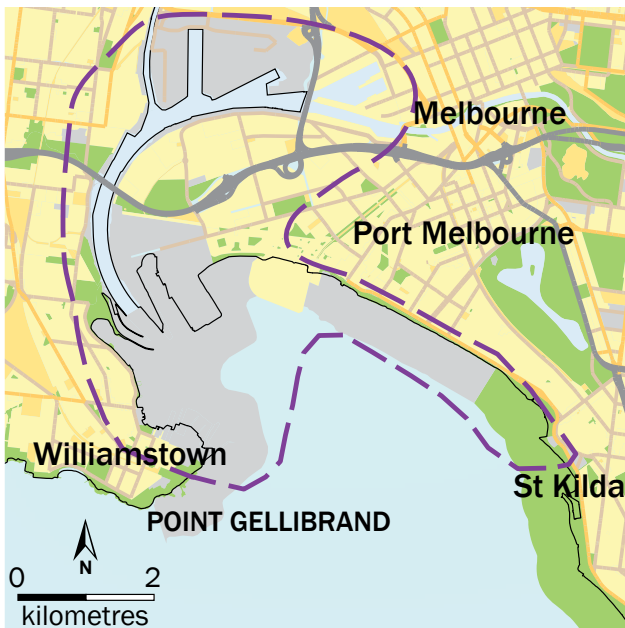 Melbourne
Port Melbourne
Williamstown
St Kilda
POINT GELLIBRAND
N
0 2
kilometres